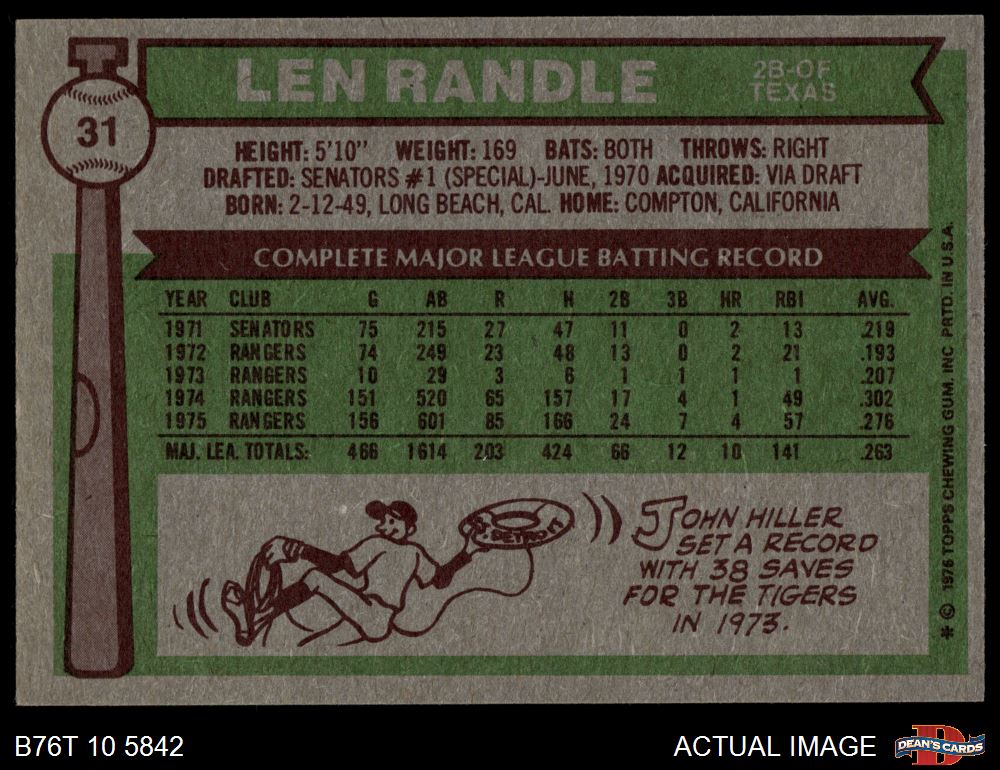 31
LEN RANDLE
2B-OF
TEXAS
HEIGHT: 5'10" WEIGHT: 169 BATS: BOTH THROWS: RIGHT
DRAFTED: SENATORS #1 (SPECIAL)-JUNE, 1970 ACQUIRED: VIA DRAFT
BORN: 2-12-49, LONG BEACH, CAL. HOME: COMPTON, CALIFORNIA
COMPLETE MAJOR LEAGUE BATTING RECORD
YEAR CLUB G AB R H 2B 3B HR RBI AVG.
1971 SENATORS 75 215 27 47 11 0 2 13 .219
1972 RANGERS 74 249 23 48 13 0 2 21 .193
1973 RANGERS 10 29 3 6 1 1 1 1 .207
1974 RANGERS 151 520 65 157 17 4 1 49 .302
1975 RANGERS 156 601 85 166 24 7 4 57 .276
MAJ. LEA. TOTALS: 466 1614 203 424 66 12 10 141 .263
DETROIT
JOHN HILLER
SET A RECORD
WITH 38 SAVES
FOR THE TIGERS
IN 1973.
* © 1976 TOPPS CHEWING GUM, INC. PRTD. IN U.S.A.
B76T 10 5842
ACTUAL IMAGE
DEAN'S CARDS